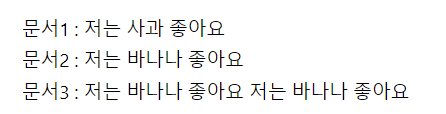 문서1 : 저는 사과 좋아요
문서2 : 저는 바나나 좋아요
문서3 : 저는 바나나 좋아요 저는 바나나 좋아요